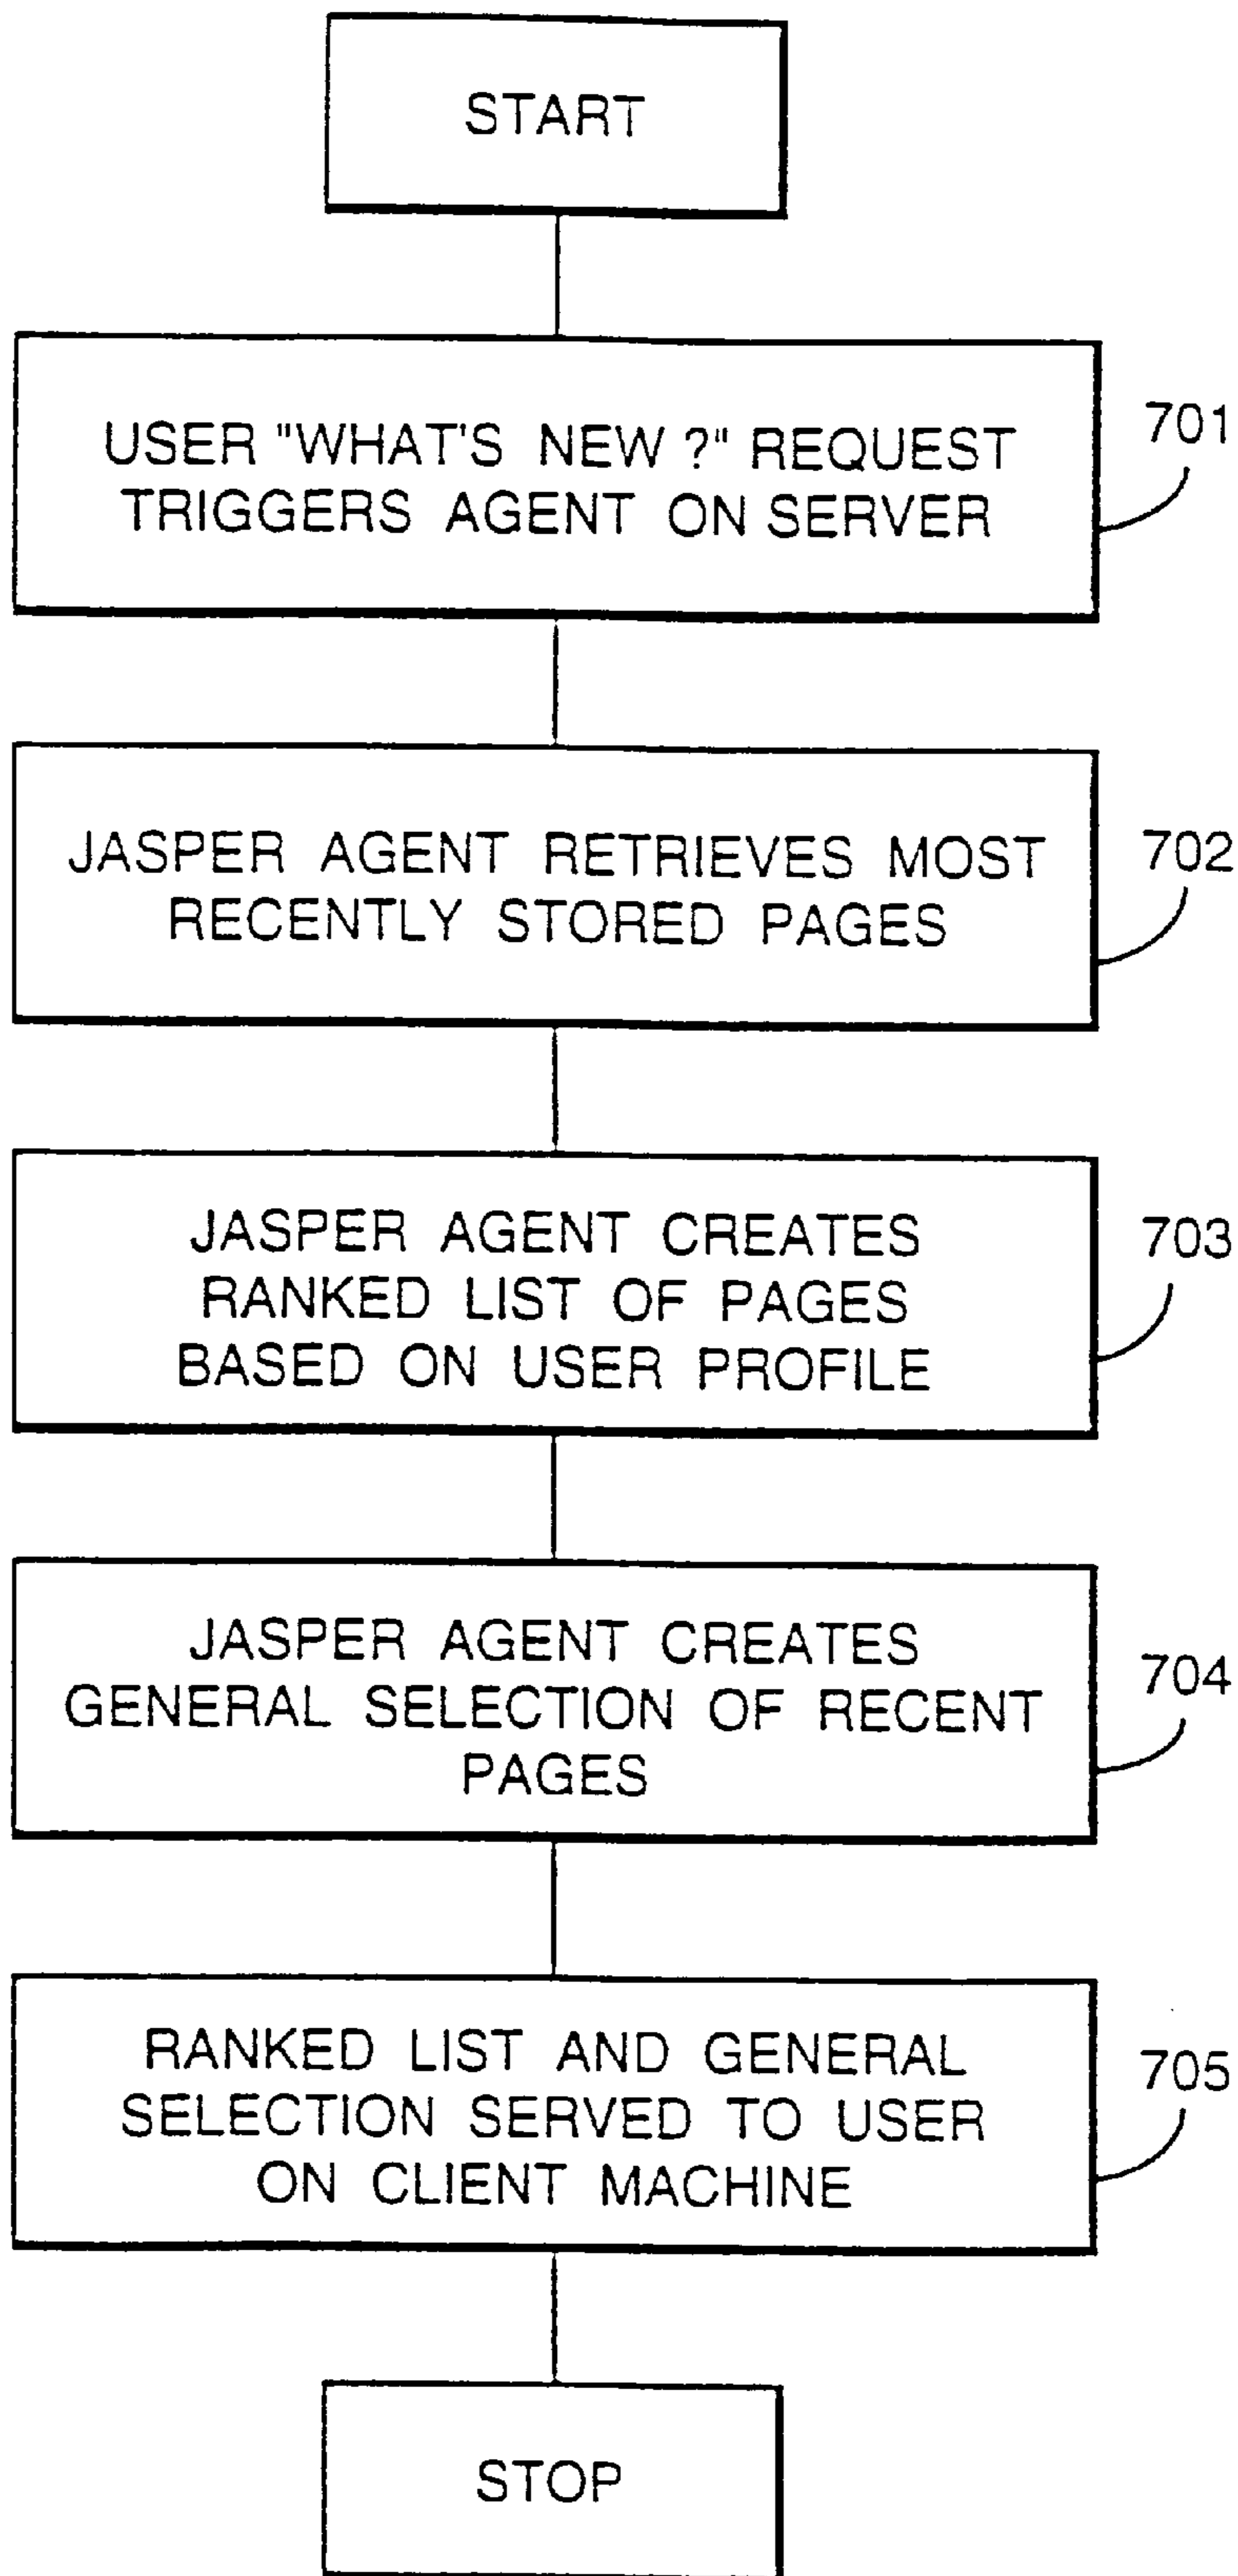 START
USER "WHAT'S NEW ?" REQUEST
TRIGGERS AGENT ON SERVER
701
JASPER AGENT RETRIEVES MOST
RECENTLY STORED PAGES
702
JASPER AGENT CREATES
RANKED LIST OF PAGES
BASED ON USER PROFILE
703
JASPER AGENT CREATES
GENERAL SELECTION OF RECENT
PAGES
704
RANKED LIST AND GENERAL
SELECTION SERVED TO USER
ON CLIENT MACHINE
705
STOP